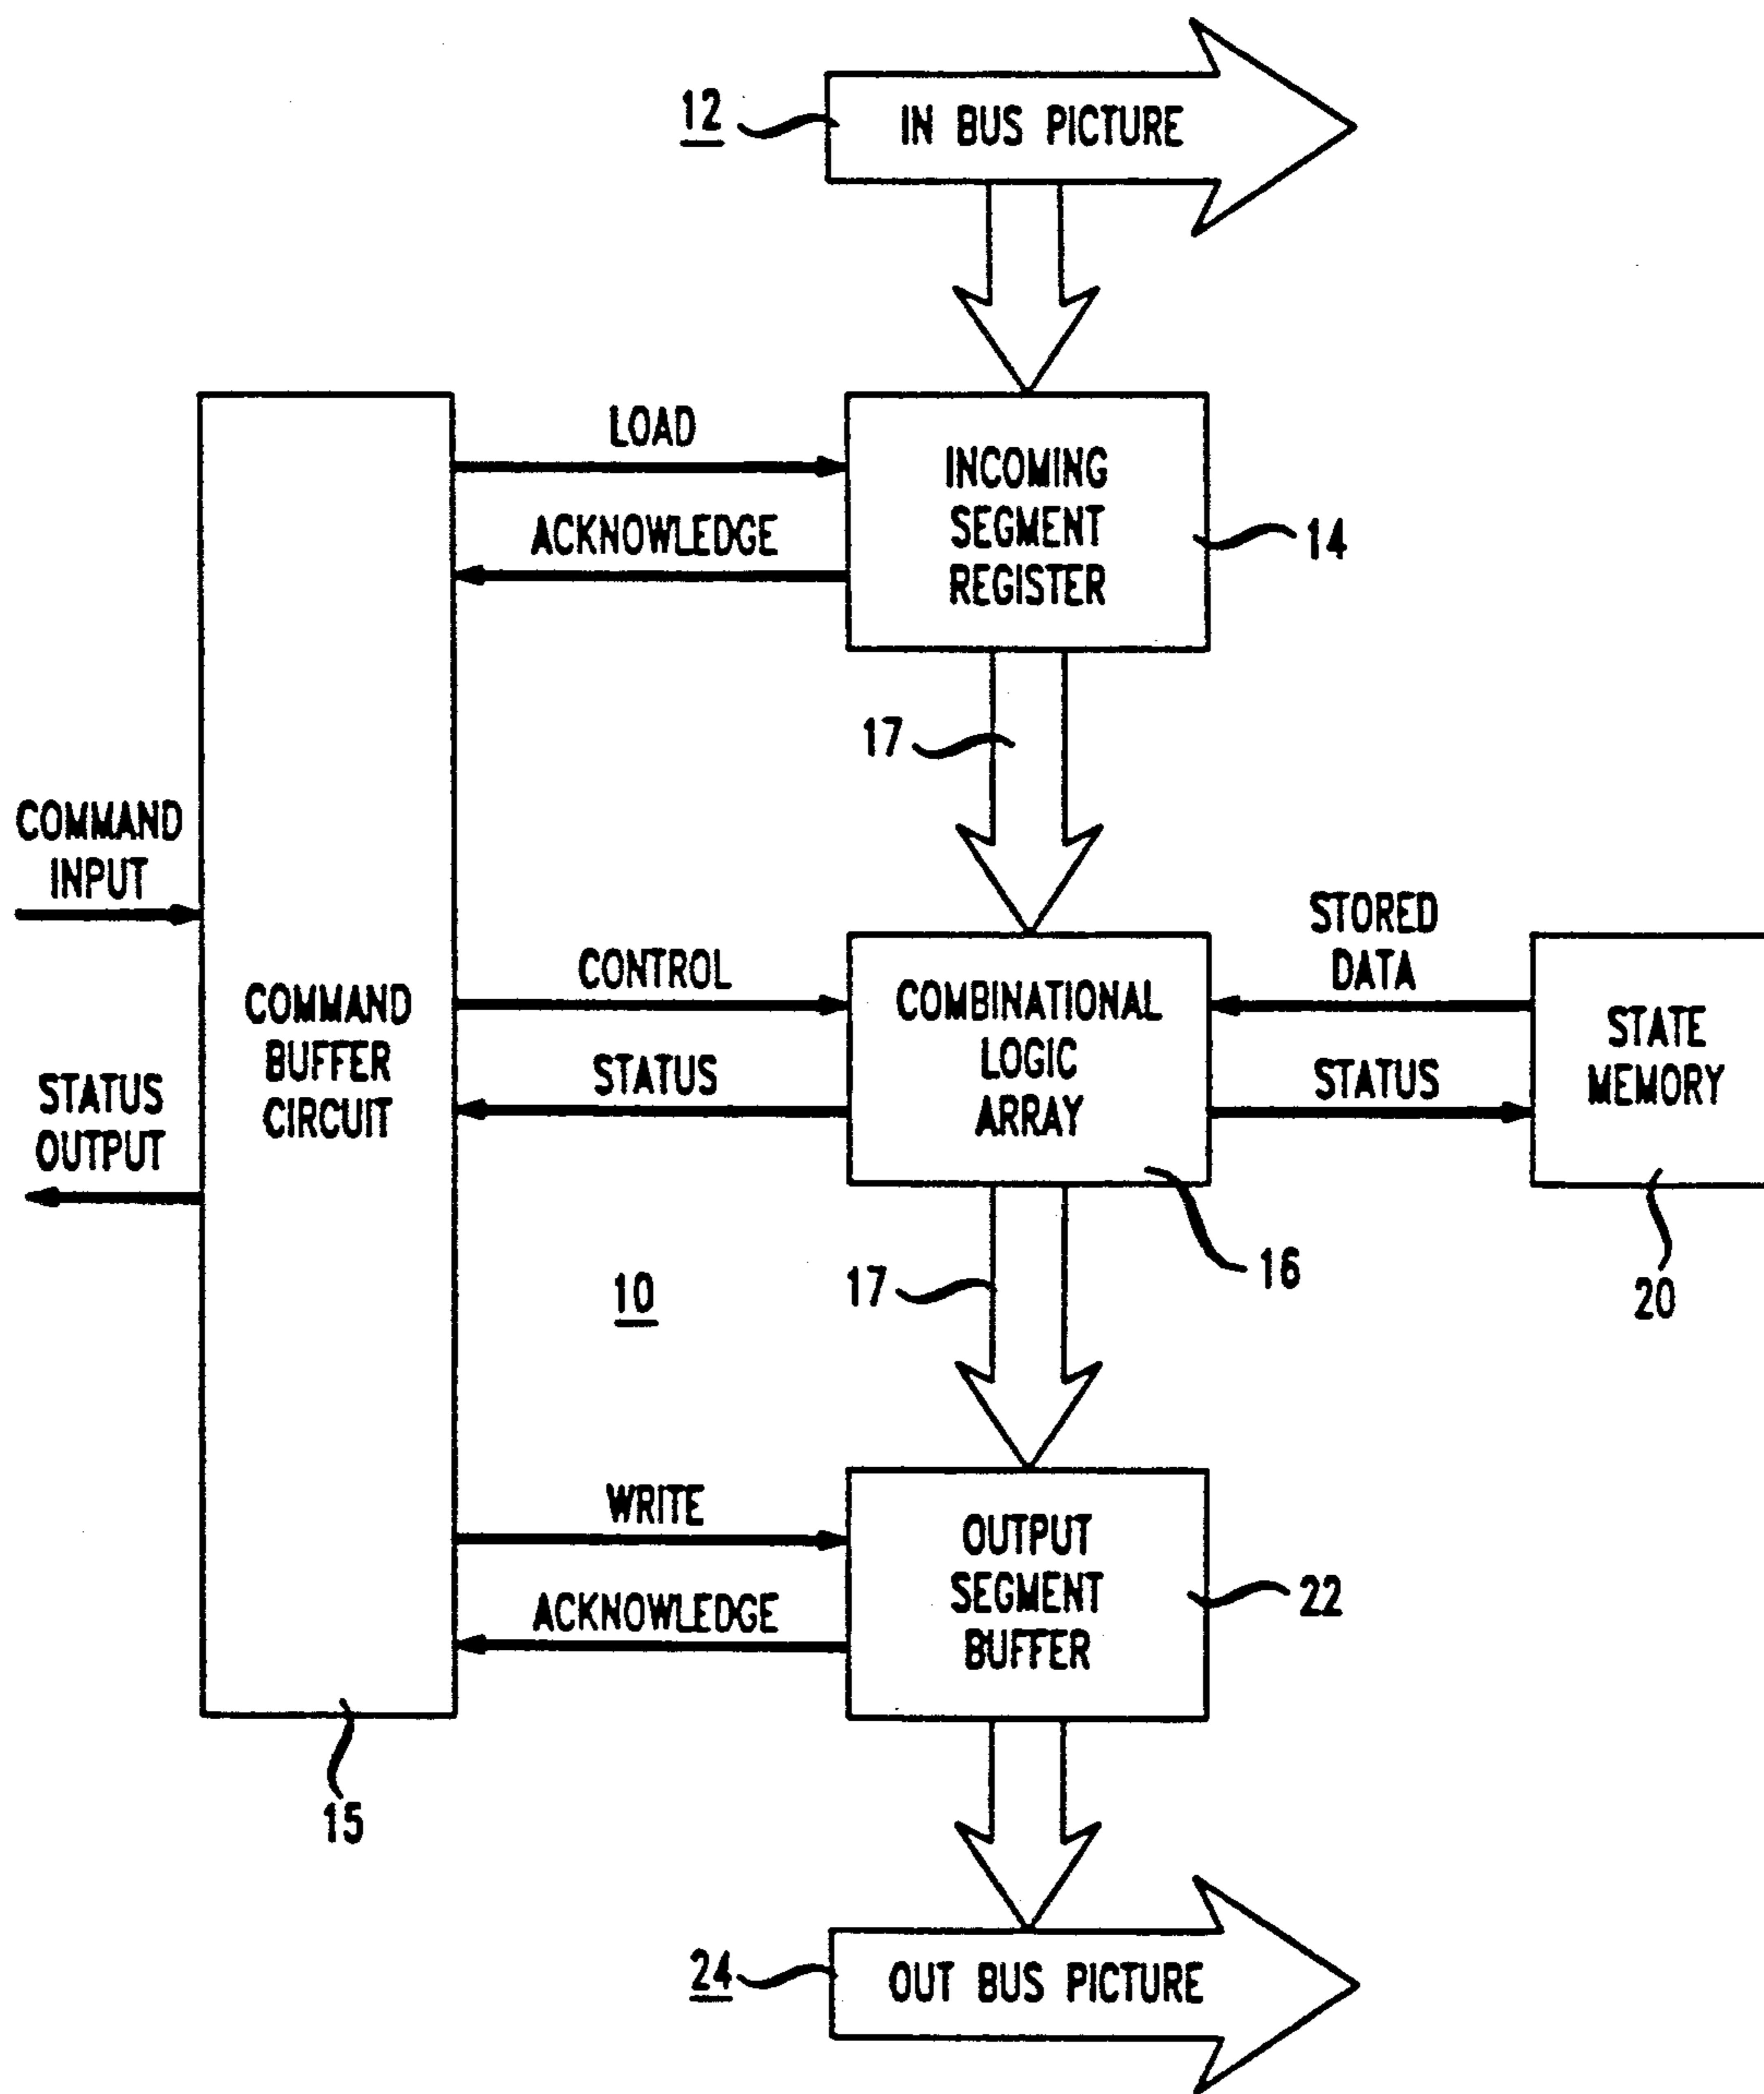 12
IN BUS PICTURE
LOAD
ACKNOWLEDGE
INCOMING
SEGMENT
REGISTER
14
17
COMMAND
INPUT
STATUS
OUTPUT
COMMAND
BUFFER
CIRCUIT
CONTROL
STATUS
COMBINATIONAL
LOGIC
ARRAY
STORED
DATA
STATUS
STATE
MEMORY
16
20
10
17
WRITE
ACKNOWLEDGE
OUTPUT
SEGMENT
BUFFER
22
15
24
OUT BUS PICTURE